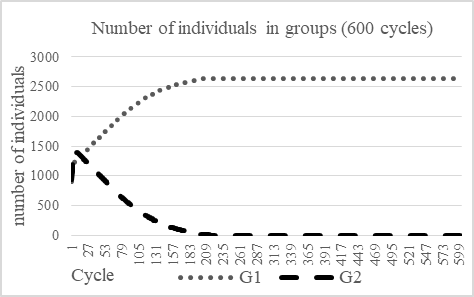 Number of individuals in groups (600 cycles)
number of individuals
3000
2500
2000
1500
1000
500
0
1 27 53 79 105 131 157 183 209 235 261 287 313 339 365 391 417 443 469 495 521 547 573 599
Cycle
G1 G2